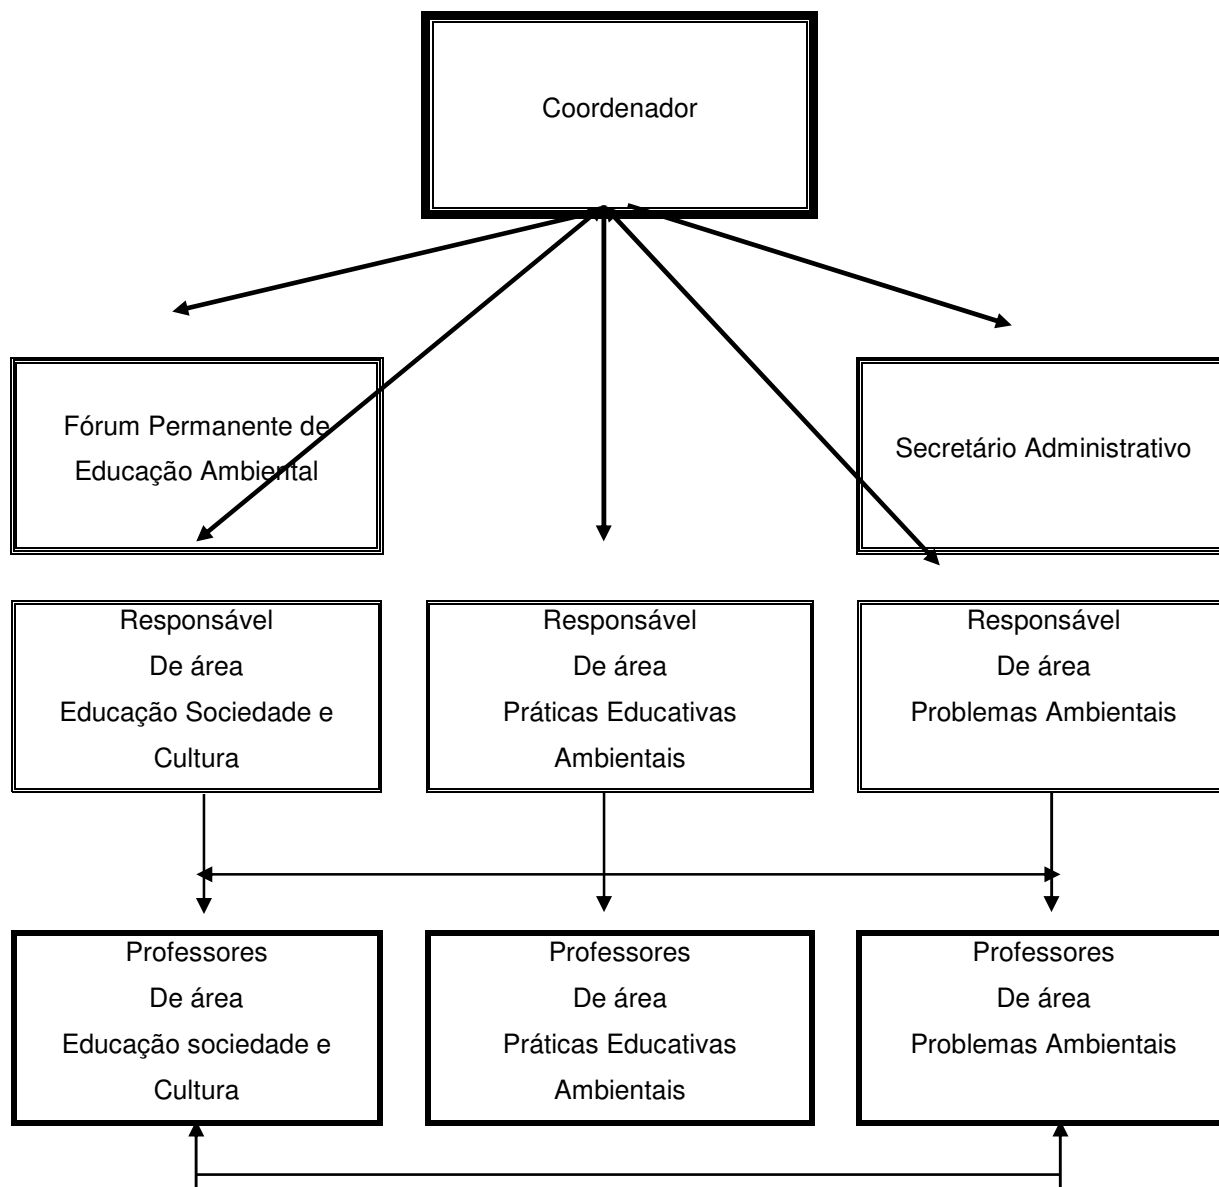 Coordenador
Fórum Permanente de
Educação Ambiental
Secretário Administrativo
Responsável
De área
Educação Sociedade e
Cultura
Responsável
De área
Práticas Educativas
Ambientais
Responsável
De área
Problemas Ambientais
Professores
De área
Educação sociedade e
Cultura
Professores
De área
Práticas Educativas
Ambientais
Professores
De área
Problemas Ambientais